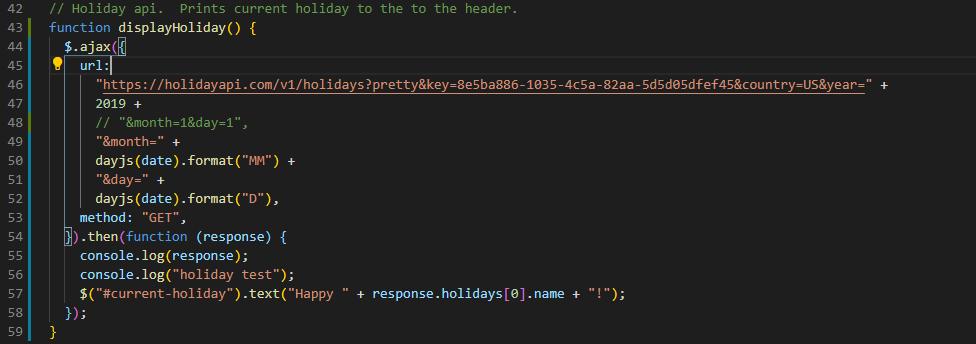 42 // Holiday api.  Prints current holiday to the to the header.
43 function displayHoliday() {
44   $.ajax({
45     url:
46       "https://holidayapi.com/v1/holidays?pretty&key=8e5ba886-1035-4c5a-82aa-5d5d05dfef45&country=US&year=" +
47       2019 +
48       // "&month=1&day=1",
49       "&month=" +
50       dayjs(date).format("MM") +
51       "&day=" +
52       dayjs(date).format("D"),
53     method: "GET",
54   }).then(function (response) {
55     console.log(response);
56     console.log("holiday test");
57     $("#current-holiday").text("Happy " + response.holidays[0].name + "!");
58   });
59 }